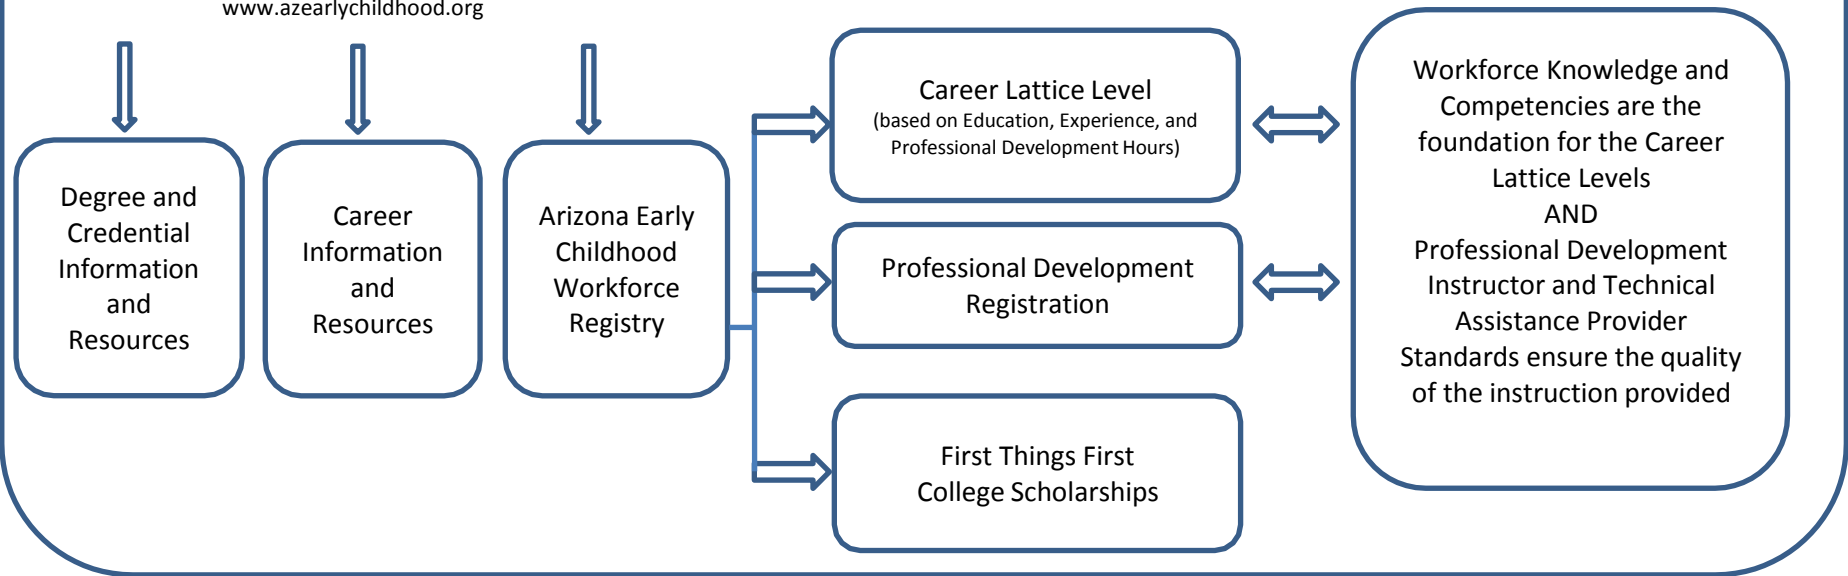 www.azearlychildhood.org
Degree and
Credential
Information
and
Resources
Career
Information
and
Resources
Arizona Early
Childhood
Workforce
Registry
Career Lattice Level
(based on Education, Experience, and
Professional Development Hours)
Professional Development
Registration
First Things First
College Scholarships
Workforce Knowledge and
Competencies are the
foundation for the Career
Lattice Levels
AND
Professional Development
Instructor and Technical
Assistance Provider
Standards ensure the quality
of the instruction provided